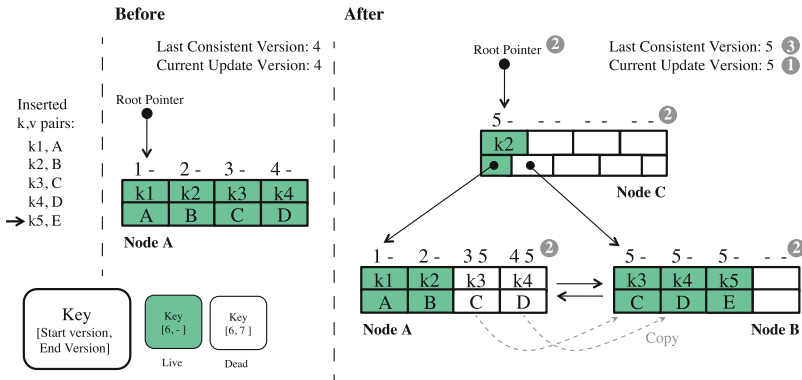 Before
Last Consistent Version: 4
Current Update Version: 4
Inserted
k,v pairs:
k1, A
k2, B
k3, C
k4, D
k5, E
Root Pointer
1 - 2 - 3 - 4 -
k1 k2 k3 k4
A B C D
Node A
Key
[Start version,
End Version]
Key
[6, - ]
Live
Key
[6, 7 ]
Dead
After
Last Consistent Version: 5 3
Current Update Version: 5 1
Root Pointer 2
5 - - - - - - - 2
k2
Node C
1 - 2 - 3 5 4 5 2
k1 k2 k3 k4
A B C D
Node A
5 - 5 - 5 - - - 2
k3 k4 k5
C D E
Node B
Copy